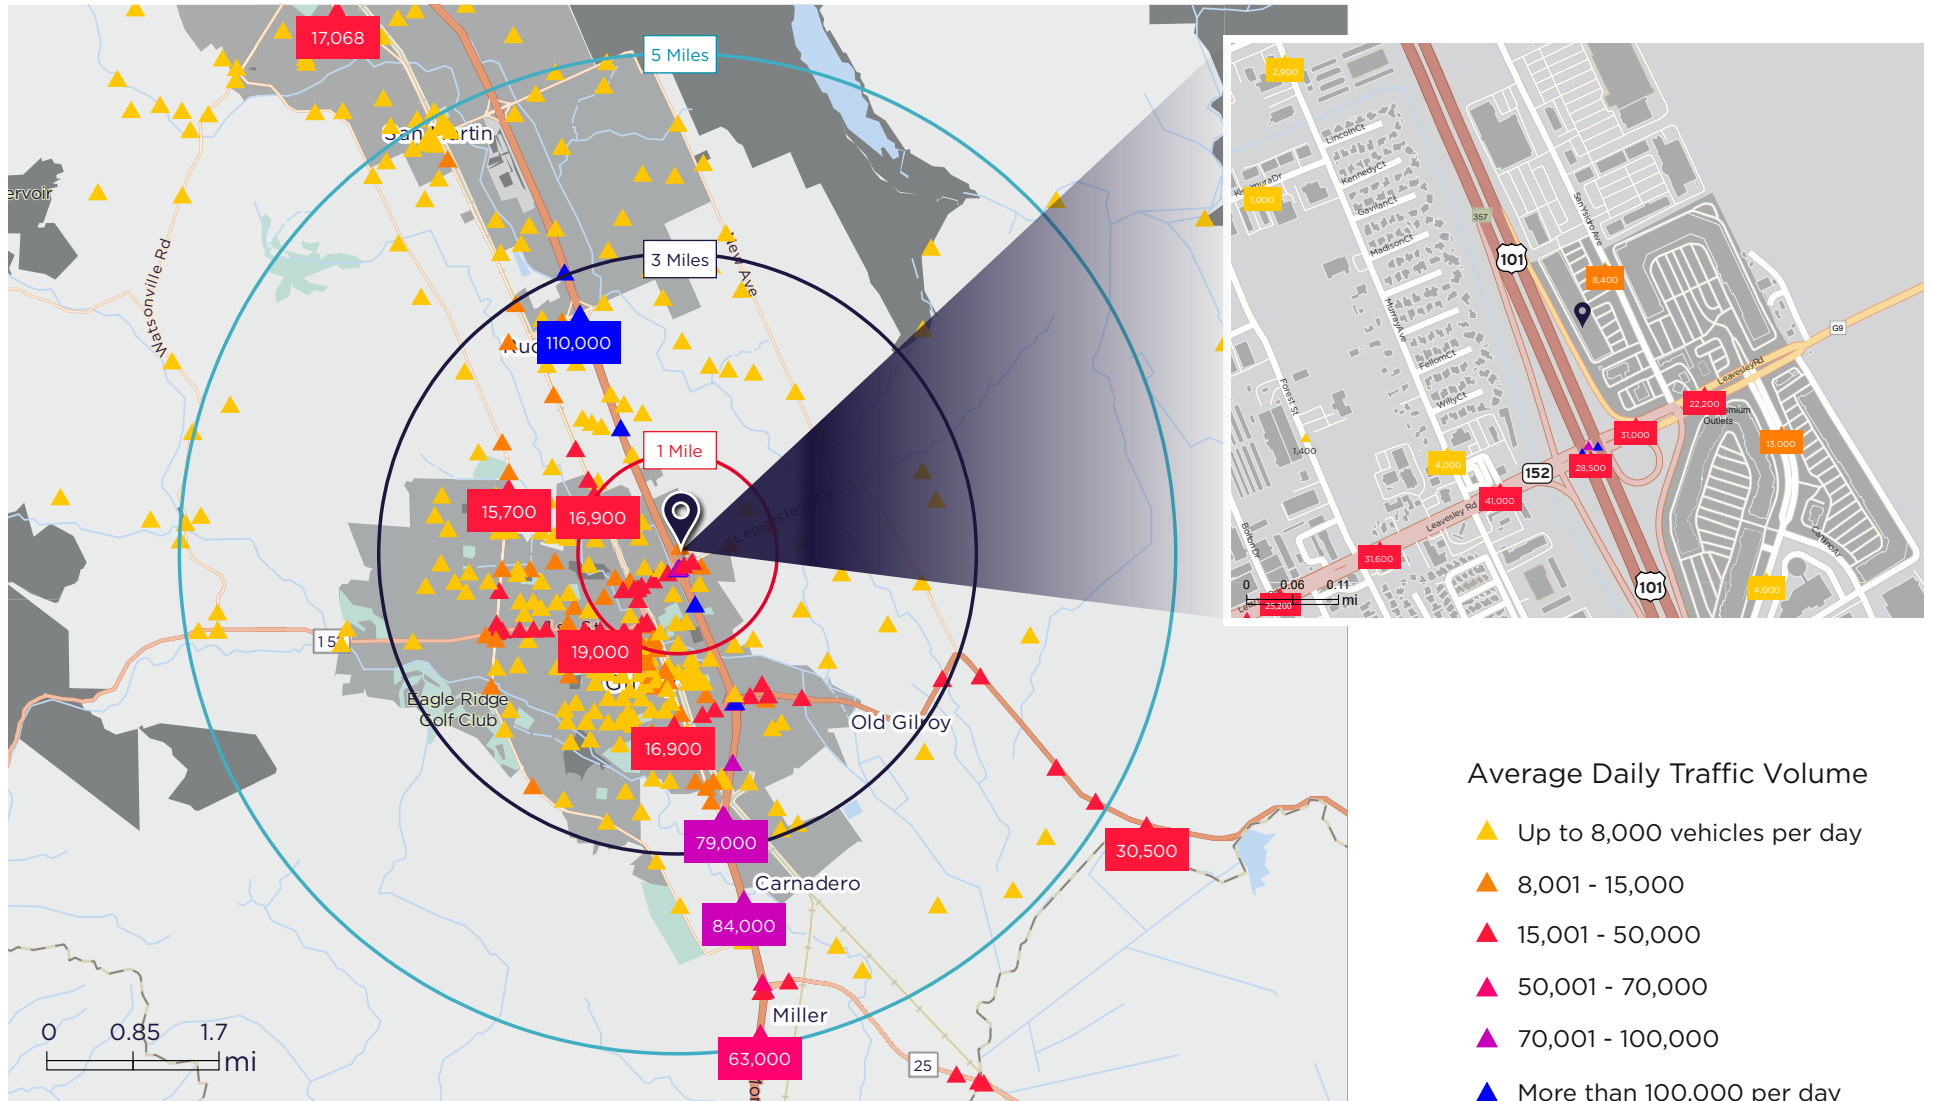 17,068
5 Miles
San Martin
ervoir
Watsonville Rd
New Ave
3 Miles
110,000
1 Mile
15,700
16,900
Leavesley Rd
19,000
Eagle Ridge
Golf Club
Old Gilroy
16,900
79,000
30,500
Carnadero
84,000
Miller
63,000
25
0 0.85 1.7
mi
2,900
LincolnCt
KennedyCt
1,000
GavilanCt
MadisonCt
357
101
SanYsidroAve
8,400
MurrayAve
G9
FellomCt
LeavesleyRd
WillyCt
Forrest St
22,200
Outlets
31,000
13,000
1,400
4,000
28,500
152
41,000
Leavesley Rd
31,600
101
4,000
CaminoAr
0 0.06 0.11
mi
25,200
Average Daily Traffic Volume
Up to 8,000 vehicles per day
8,001 - 15,000
15,001 - 50,000
50,001 - 70,000
70,001 - 100,000
More than 100,000 per day